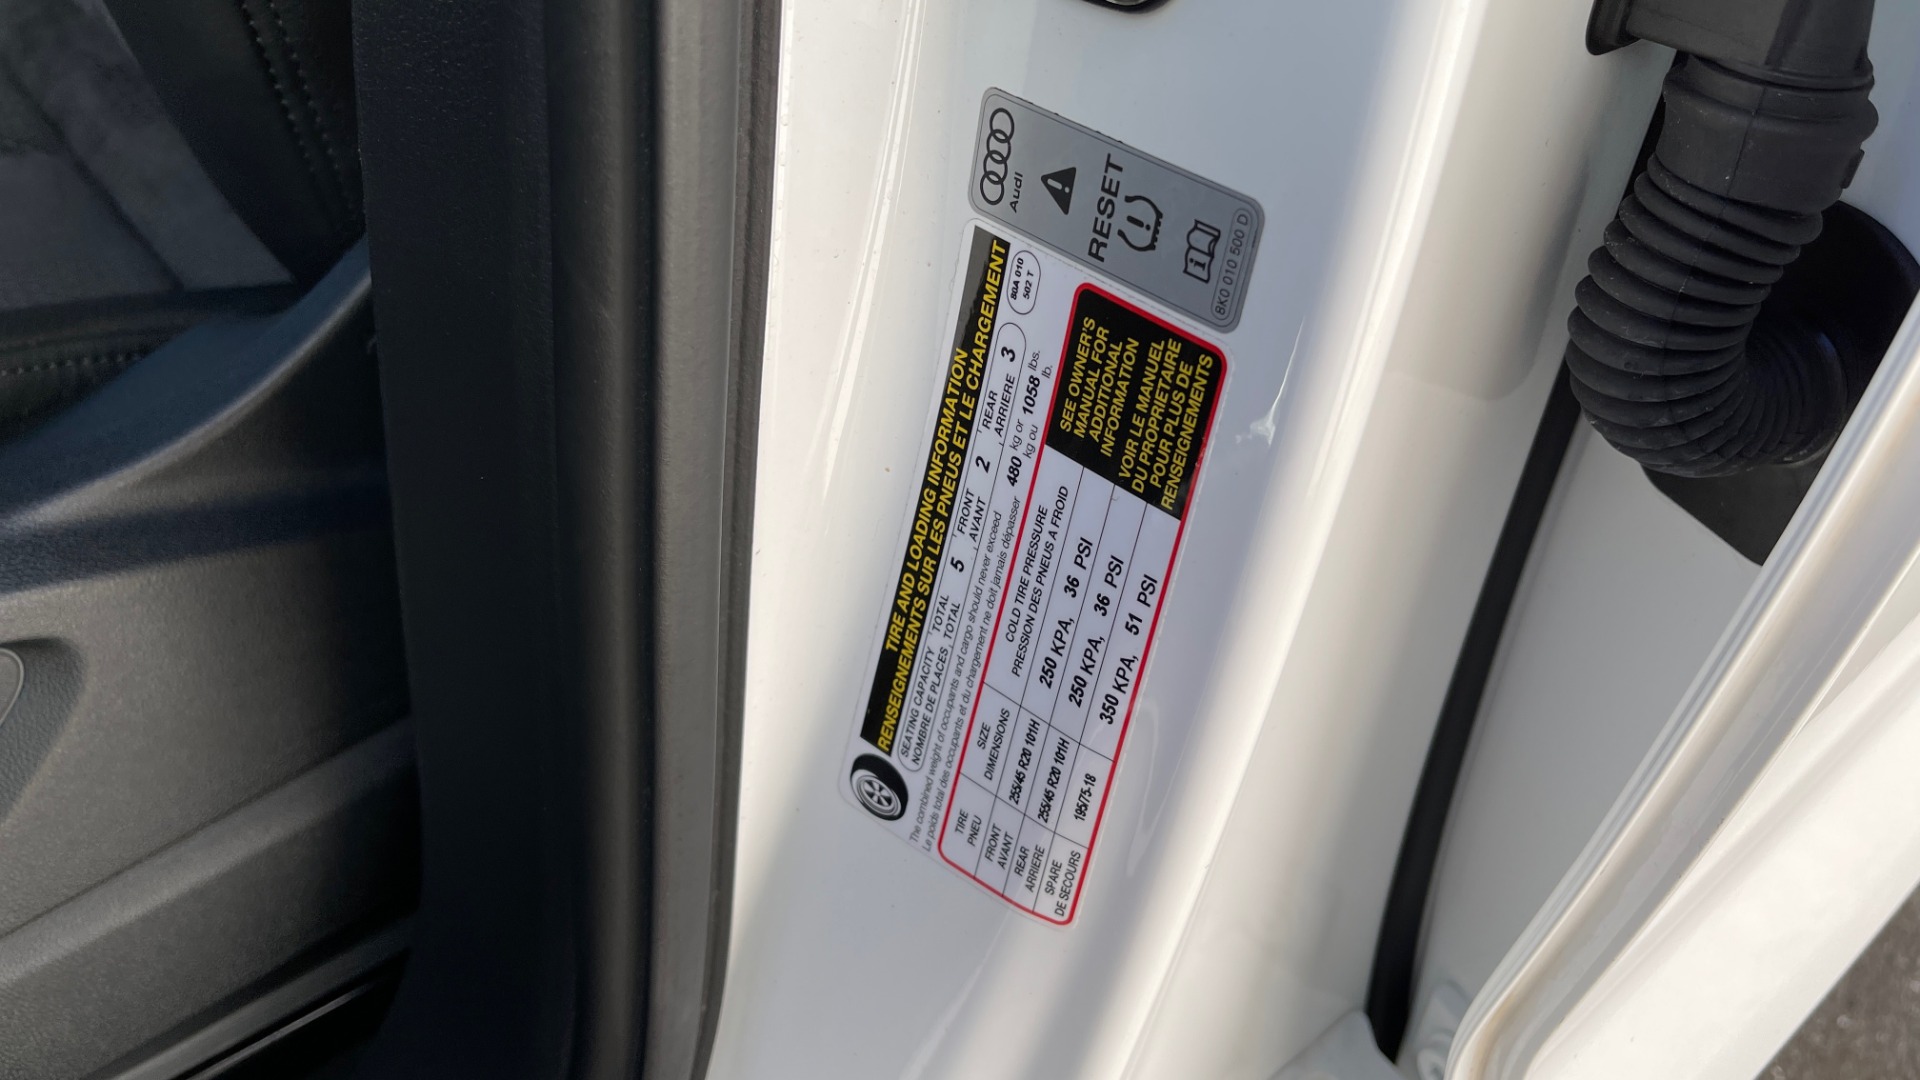 Audi
RESET
8K0 010 500 D
TIRE AND LOADING INFORMATION
RENSEIGNEMENTS SUR LES PNEUS ET LE CHARGEMENT
80A 010
502 T
SEATING CAPACITY TOTAL 5 FRONT 2 REAR 3
NOMBRE DE PLACES TOTAL AVANT ARRIERE
The combined weight of occupants and cargo should never exceed 480 kg or 1058 lbs.
Le poids total des occupants et du chargement ne doit jamais dépasser kg ou lb.
TIRE SIZE COLD TIRE PRESSURE
PNEU DIMENSIONS PRESSION DES PNEUS A FROID
FRONT
AVANT 255/45 R20 101H 250 KPA, 36 PSI
REAR
ARRIERE 255/45 R20 101H 250 KPA, 36 PSI
SPARE
DE SECOURS 195/75-18 350 KPA, 51 PSI
SEE OWNER'S
MANUAL FOR
ADDITIONAL
INFORMATION
VOIR LE MANUEL
DU PROPRIETAIRE
POUR PLUS DE
RENSEIGNEMENTS